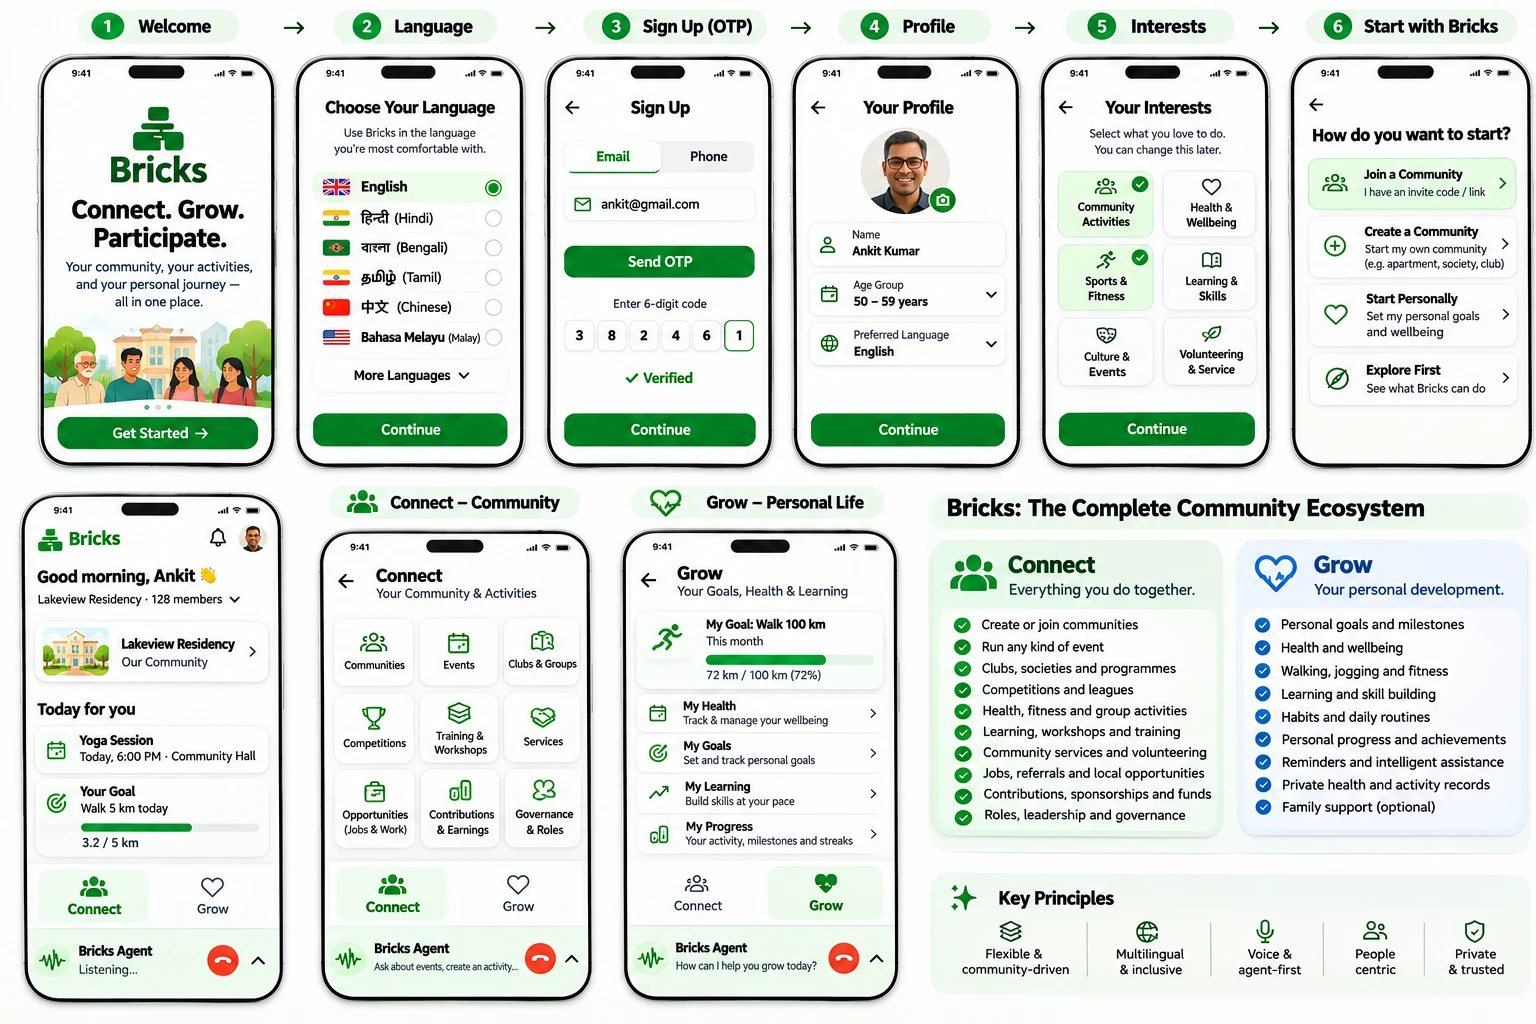 1 Welcome
2 Language
3 Sign Up (OTP)
4 Profile
5 Interests
6 Start with Bricks
9:41
Bricks
Connect. Grow.
Participate.
Your community, your activities,
and your personal journey —
all in one place.
Get Started →
9:41
Choose Your Language
Use Bricks in the language
you're most comfortable with.
English
हिन्दी (Hindi)
বাংলা (Bengali)
தமிழ் (Tamil)
中文 (Chinese)
Bahasa Melayu (Malay)
More Languages
Continue
9:41
Sign Up
Email
Phone
ankit@gmail.com
Send OTP
Enter 6-digit code
3 8 2 4 6 1
Verified
Continue
9:41
Your Profile
Name
Ankit Kumar
Age Group
50 – 59 years
Preferred Language
English
Continue
9:41
Your Interests
Select what you love to do.
You can change this later.
Community
Activities
Health &
Wellbeing
Sports &
Fitness
Learning &
Skills
Culture &
Events
Volunteering
& Service
Continue
9:41
How do you want to start?
Join a Community
I have an invite code / link
Create a Community
Start my own community
(e.g. apartment, society, club)
Start Personally
Set my personal goals
and wellbeing
Explore First
See what Bricks can do
9:41
Bricks
Good morning, Ankit 👋
Lakeview Residency · 128 members
Lakeview Residency
Our Community
Today for you
Yoga Session
Today, 6:00 PM · Community Hall
Your Goal
Walk 5 km today
3.2 / 5 km
Connect
Grow
Bricks Agent
Listening...
Connect – Community
9:41
Connect
Your Community & Activities
Communities
Events
Clubs & Groups
Competitions
Training &
Workshops
Services
Opportunities
(Jobs & Work)
Contributions
& Earnings
Governance
& Roles
Connect
Grow
Bricks Agent
Ask about events, create an activity...
Grow – Personal Life
9:41
Grow
Your Goals, Health & Learning
My Goal: Walk 100 km
This month
72 km / 100 km (72%)
My Health
Track & manage your wellbeing
My Goals
Set and track personal goals
My Learning
Build skills at your pace
My Progress
Your activity, milestones and streaks
Connect
Grow
Bricks Agent
How can I help you grow today?
Bricks: The Complete Community Ecosystem
Connect
Everything you do together.
Create or join communities
Run any kind of event
Clubs, societies and programmes
Competitions and leagues
Health, fitness and group activities
Learning, workshops and training
Community services and volunteering
Jobs, referrals and local opportunities
Contributions, sponsorships and funds
Roles, leadership and governance
Grow
Your personal development.
Personal goals and milestones
Health and wellbeing
Walking, jogging and fitness
Learning and skill building
Habits and daily routines
Personal progress and achievements
Reminders and intelligent assistance
Private health and activity records
Family support (optional)
Key Principles
Flexible &
community-driven
Multilingual
& inclusive
Voice &
agent-first
People
centric
Private
& trusted